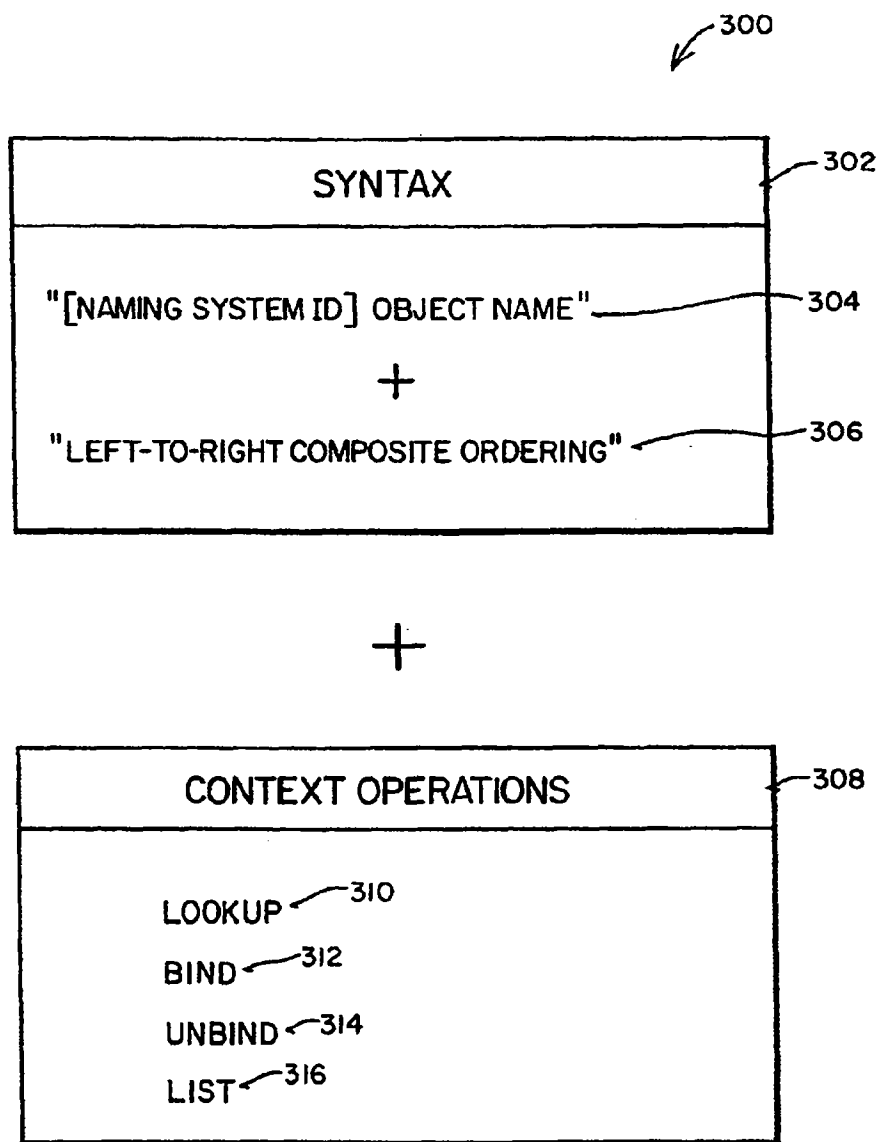 300
SYNTAX 302
"[NAMING SYSTEM ID] OBJECT NAME" 304
+
"LEFT-TO-RIGHT COMPOSITE ORDERING" 306
+
CONTEXT OPERATIONS 308
LOOKUP 310
BIND 312
UNBIND 314
LIST 316